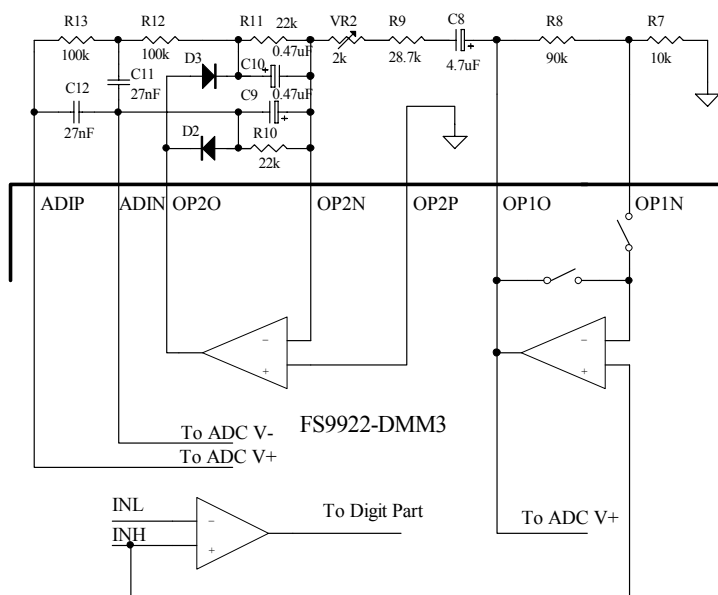 R13
R12
R11
22k
VR2
R9
C8
R8
R7
100k
100k
0.47uF
2k
28.7k
4.7uF
90k
10k
D3
C10
C11
27nF
0.47uF
C12
27nF
C9
D2
R10
22k
ADIP
ADIN
OP2O
OP2N
OP2P
OP1O
OP1N
FS9922-DMM3
To ADC V-
To ADC V+
INL
INH
To Digit Part
To ADC V+